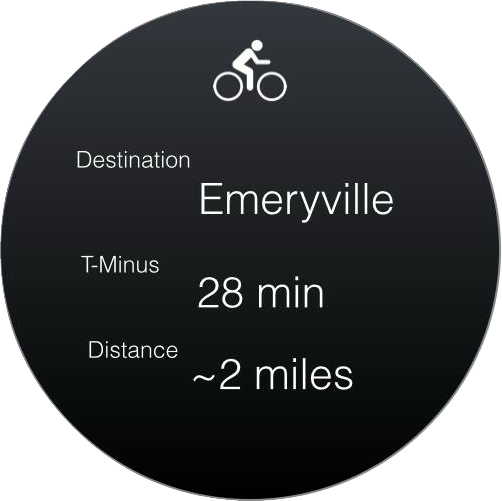 Destination
Emeryville
T-Minus
28 min
Distance
~2 miles